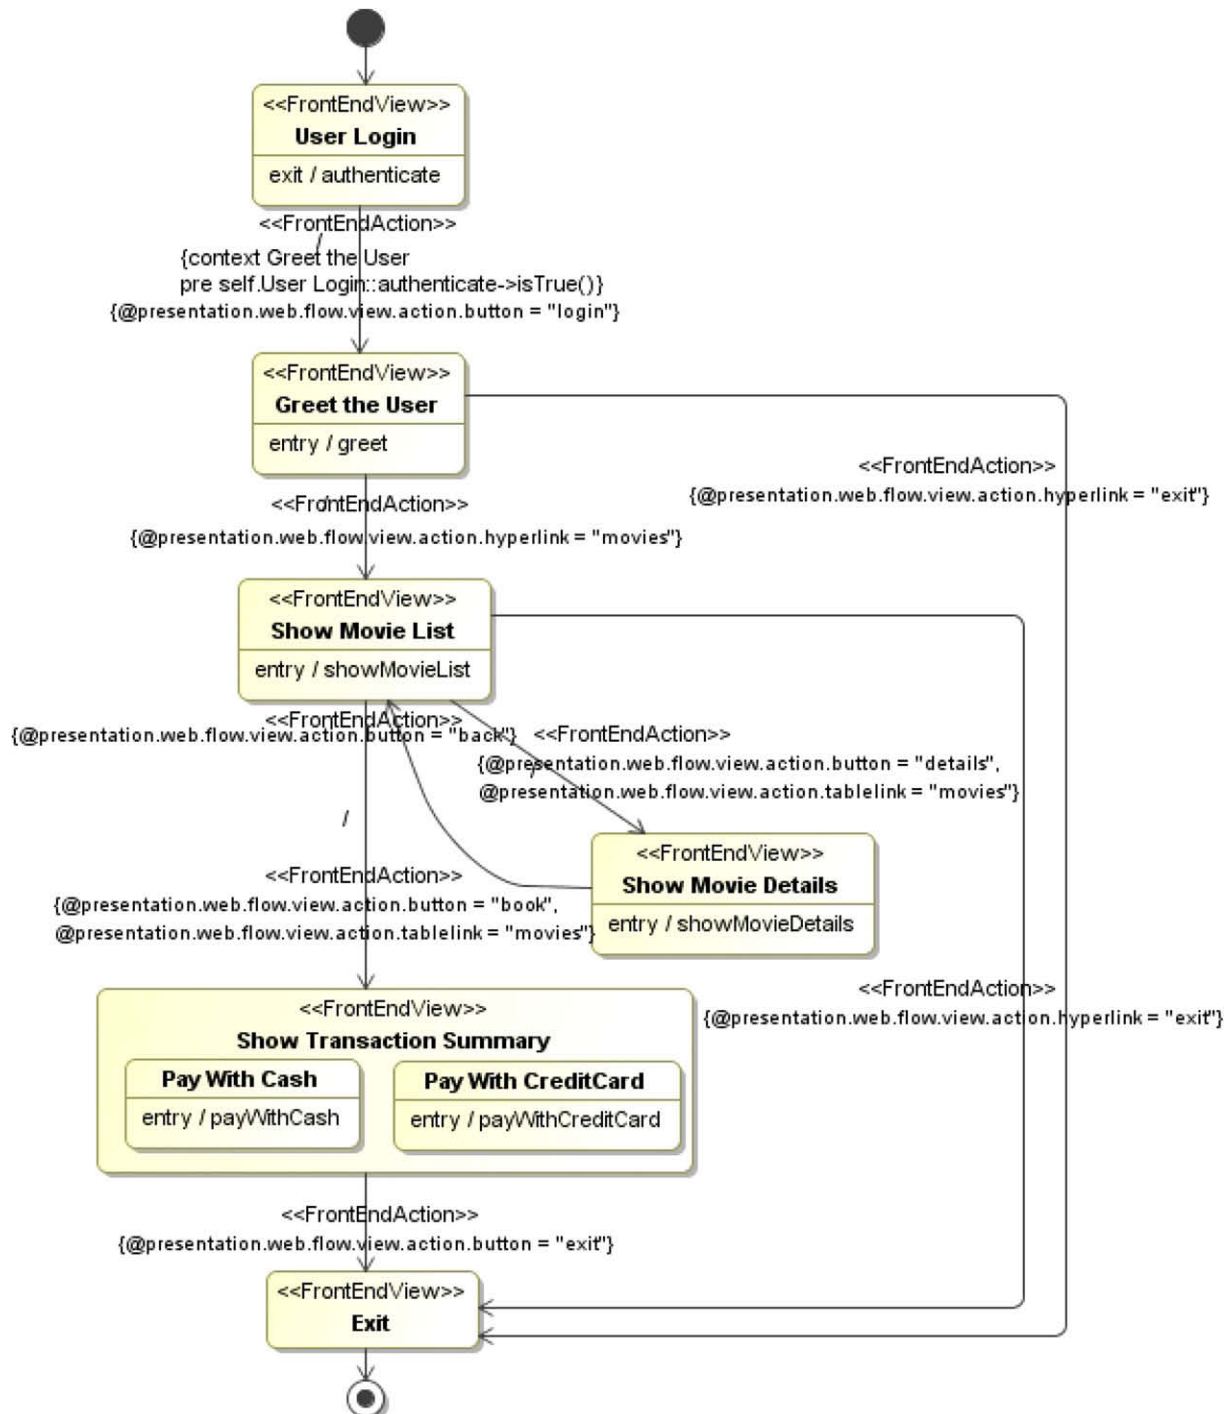 <<FrontEndView>>
User Login
exit / authenticate
<<FrontEndAction>>
/
{context Greet the User
pre self.User Login::authenticate->isTrue()}
{@presentation.web.flow.view.action.button = "login"}
<<FrontEndView>>
Greet the User
entry / greet
<<FrontEndAction>>
{@presentation.web.flow.view.action.hyperlink = "exit"}
<<FrontEndAction>>
/
{@presentation.web.flow.view.action.hyperlink = "movies"}
<<FrontEndView>>
Show Movie List
entry / showMovieList
<<FrontEndAction>>
{@presentation.web.flow.view.action.button = "back"}
<<FrontEndAction>>
{@presentation.web.flow.view.action.button = "details",
/
@presentation.web.flow.view.action.tablelink = "movies"}
/
<<FrontEndView>>
Show Movie Details
entry / showMovieDetails
<<FrontEndAction>>
{@presentation.web.flow.view.action.button = "book",
@presentation.web.flow.view.action.tablelink = "movies"}
<<FrontEndAction>>
{@presentation.web.flow.view.action.hyperlink = "exit"}
<<FrontEndView>>
Show Transaction Summary
Pay With Cash
entry / payWithCash
Pay With CreditCard
entry / payWithCreditCard
<<FrontEndAction>>
{@presentation.web.flow.view.action.button = "exit"}
<<FrontEndView>>
Exit